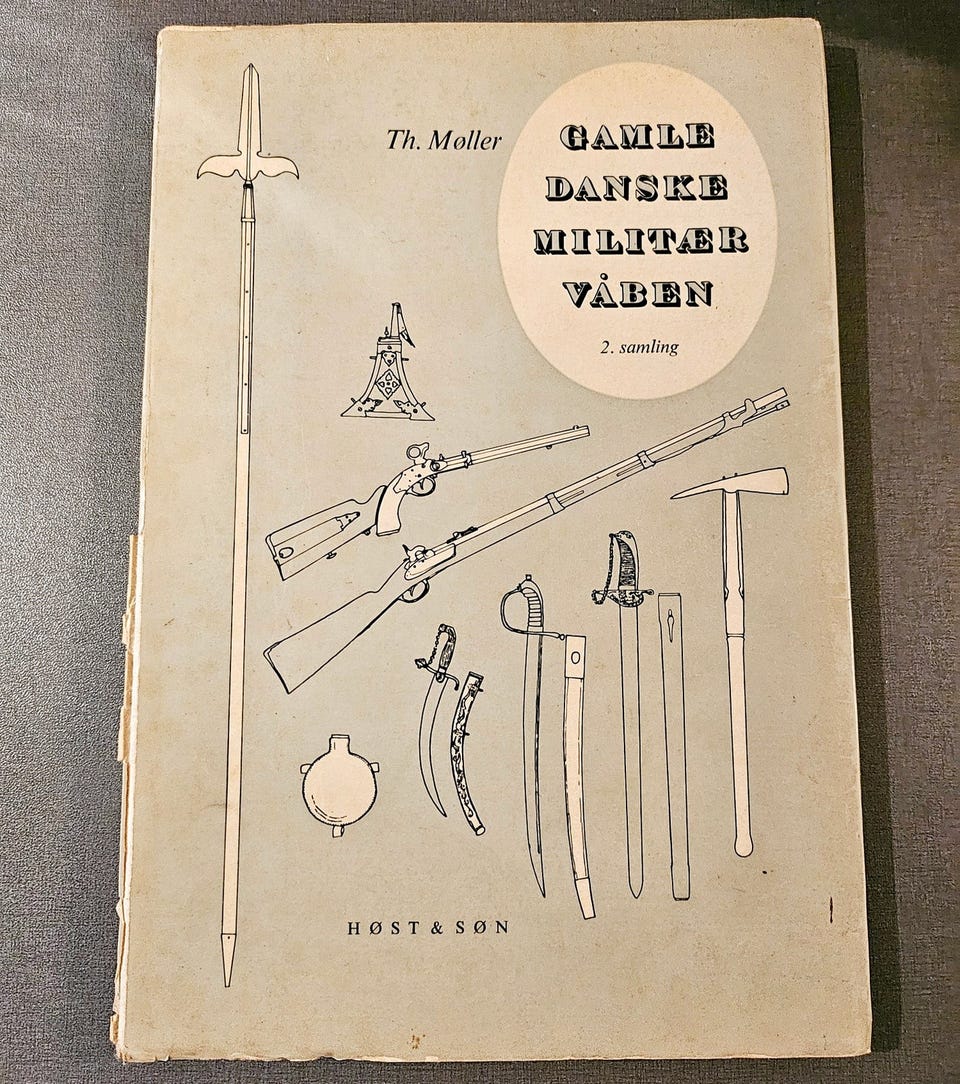 Th. Møller
GAMLE
DANSKE
MILITÆR
VÅBEN
2. samling
HØST & SØN